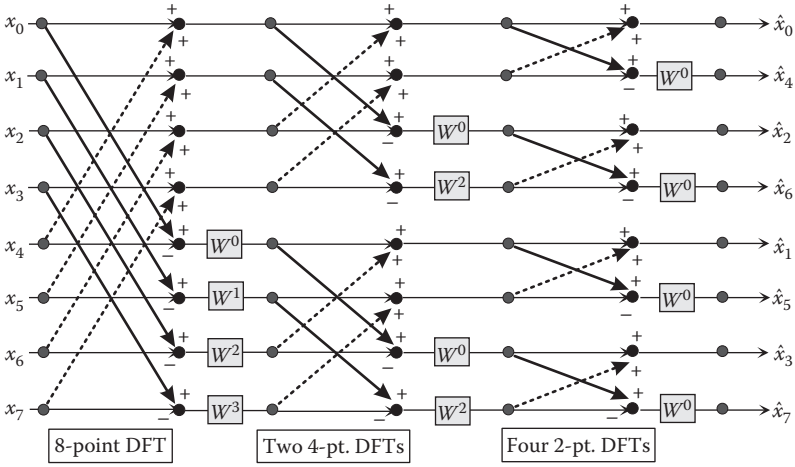 x₀ + + + + + + x̂₀
x₁ + + + + + − W⁰ x̂₄
x₂ + + + − W⁰ + + x̂₂
x₃ + + + − W² + − W⁰ x̂₆
x₄ + − W⁰ + + + + x̂₁
x₅ + − W¹ + + + − W⁰ x̂₅
x₆ + − W² + − W⁰ + + x̂₃
x₇ + − W³ + − W² + − W⁰ x̂₇
8-point DFT
Two 4-pt. DFTs
Four 2-pt. DFTs